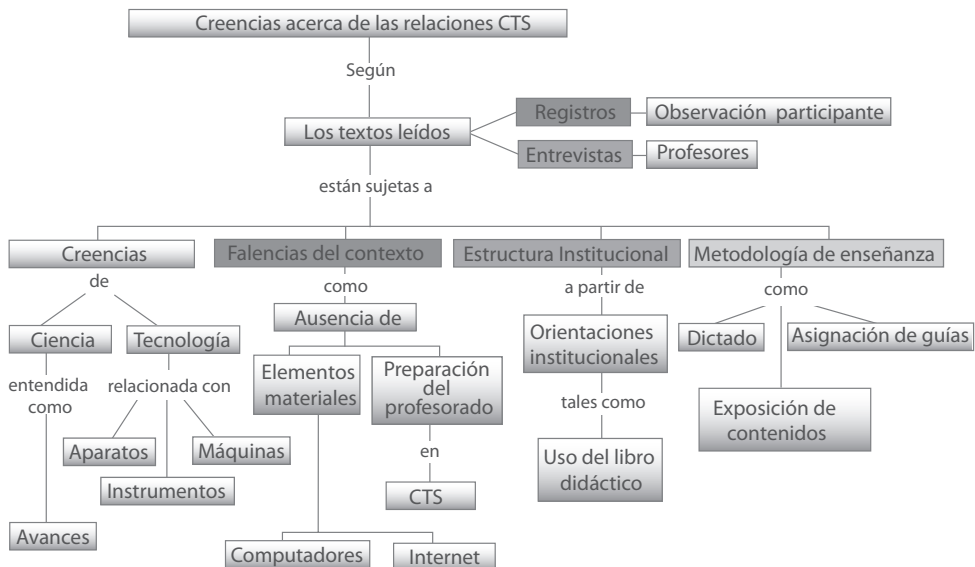 Creencias acerca de las relaciones CTS
Según
Los textos leídos
Registros
Observación participante
Entrevistas
Profesores
están sujetas a
Creencias
Falencias del contexto
Estructura Institucional
Metodología de enseñanza
de
como
a partir de
como
Ciencia
Tecnología
Ausencia de
Orientaciones
institucionales
Dictado
Asignación de guías
entendida
como
relacionada con
Elementos
materiales
Preparación
del
profesorado
tales como
Exposición de
contenidos
Aparatos
Máquinas
Instrumentos
en
CTS
Uso del libro
didáctico
Avances
Computadores
Internet